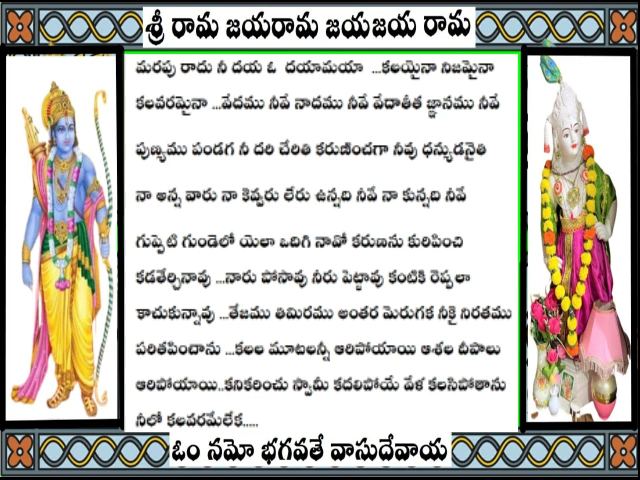 శ్రీ రామ జయరామ జయజయ రామ
మరపు రాదు నీ దయ ఓ దయామయా ...కలయైనా నిజమైనా
కలవరమైనా ...వేదము నీవే నాదము నీవే వేదాతీత జ్ఞానము నీవే
పుణ్యము పండగ నీ దరి చేరితి కరుణించగా నీవు ధన్యుడనైతి
నా అన్న వారు నా కెవ్వరు లేరు ఉన్నది నీవే నా కున్నది నీవే
గుప్పెటి గుండెలో యెలా ఒదిగి నావో కరుణను కురిపించి
కడతేర్చినావు ...నారు పోసావు నీరు పెట్టావు కంటికి రెప్పలా
కాచుకున్నావు ...తేజము తిమిరము అంతర మెరుగక నీకై నిరతము
పరితపించాను ...కలల మూటలన్నీ ఆరిపోయాయి ఆశల దీపాలు
ఆరిపోయాయి..కనికరించు స్వామీ కదలిపోయే వేళ కలసిపోతాను
నీలో కలవరమేలేక.....
ఓం నమో భగవతే వాసుదేవాయ